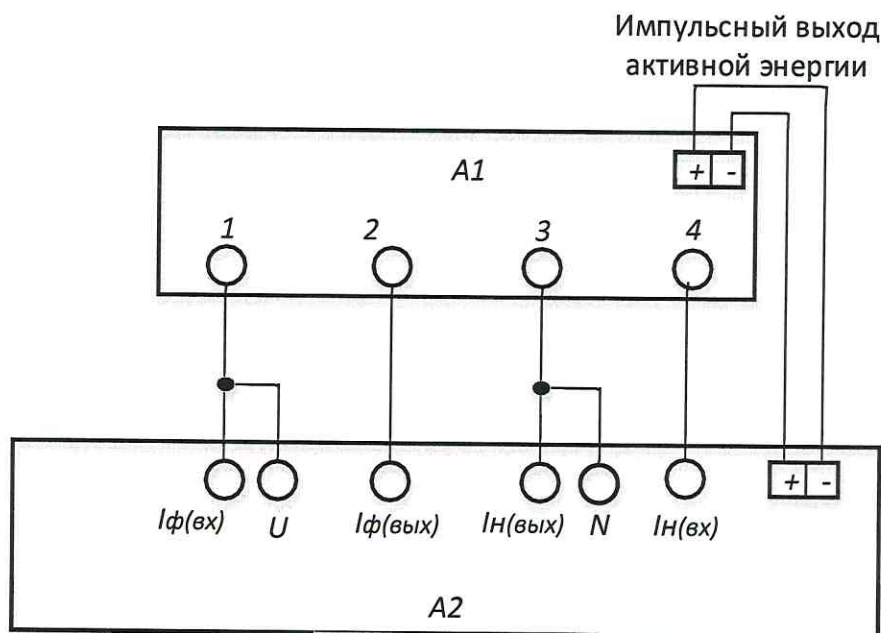 Импульсный выход
активной энергии
A1
+ -
1 2 3 4
+ -
Iф(вх) U Iф(вых) Iн(вых) N Iн(вх)
A2